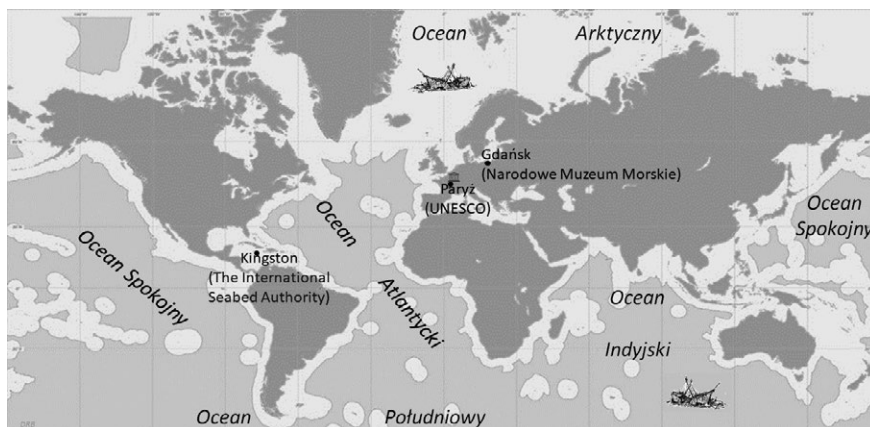 Ocean Arktyczny
Gdańsk
(Narodowe Muzeum Morskie)
Paryż
(UNESCO)
Ocean
Spokojny
Ocean
Atlantycki
Ocean Spokojny
Kingston
(The International
Seabed Authority)
Ocean
Indyjski
Ocean Południowy